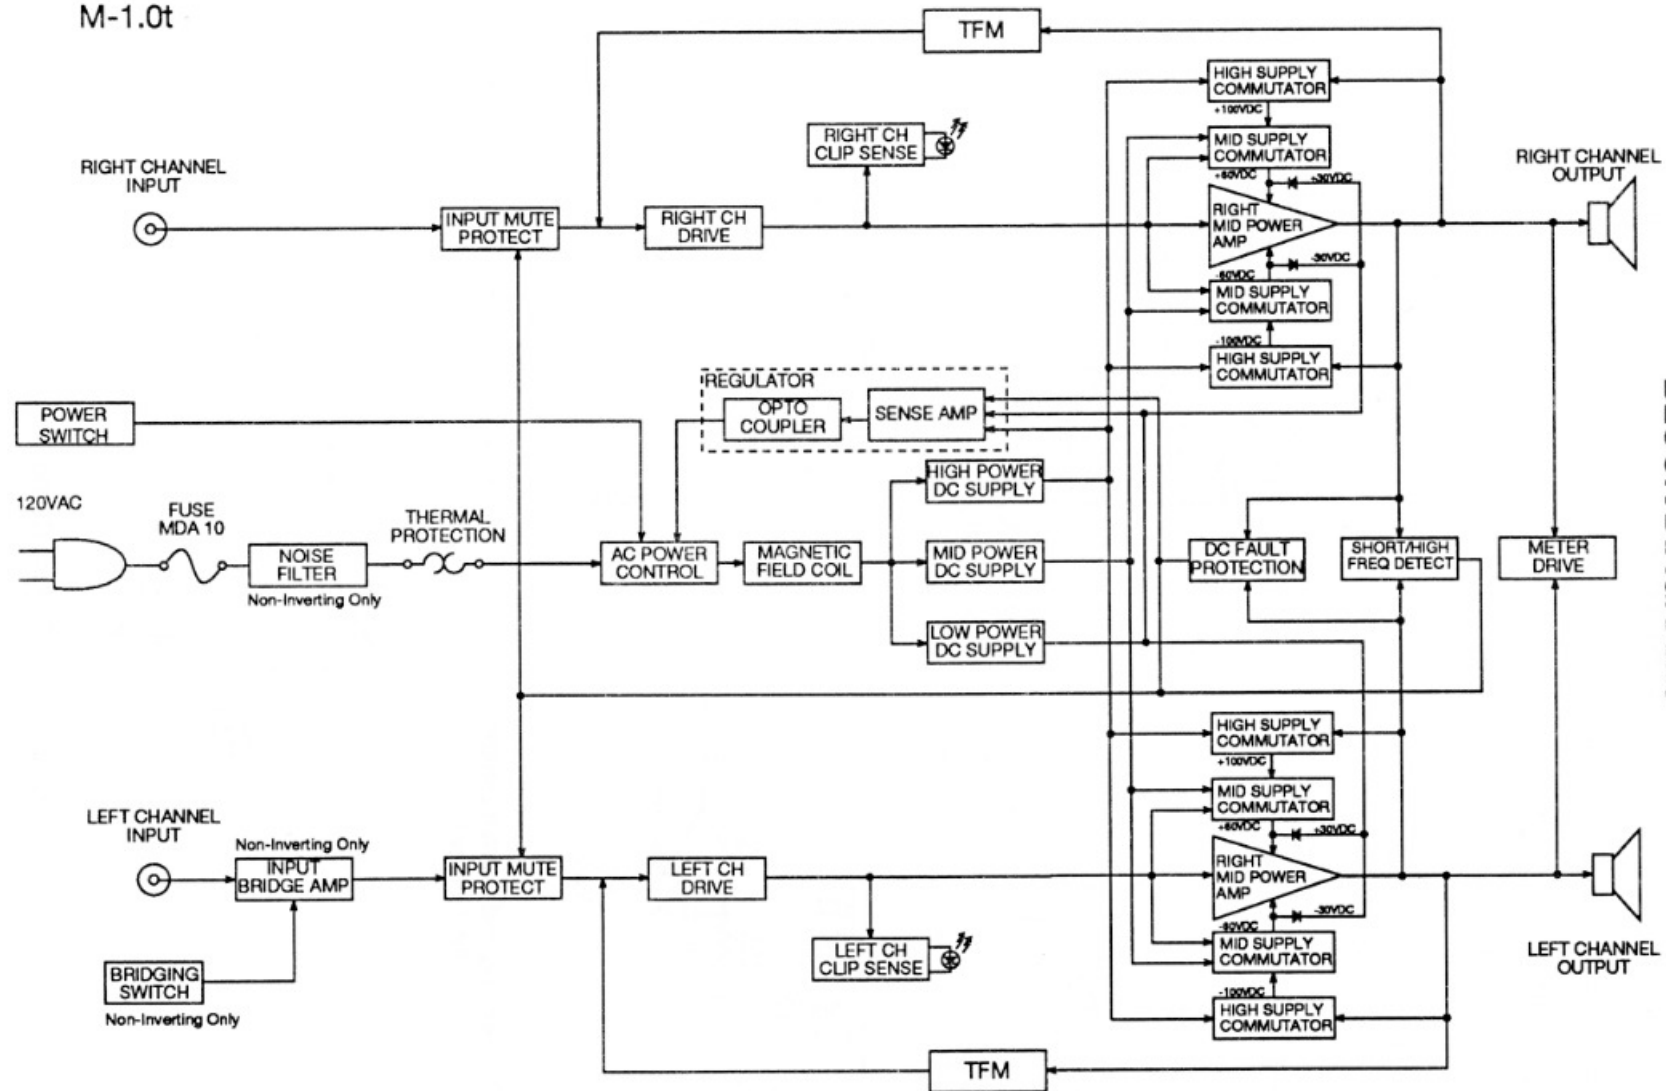 M-1.0t
TFM
HIGH SUPPLY
COMMUTATOR
+100VDC
RIGHT CH
CLIP SENSE
MID SUPPLY
COMMUTATOR
+60VDC
+30VDC
RIGHT CHANNEL
INPUT
RIGHT CHANNEL
OUTPUT
INPUT MUTE
PROTECT
RIGHT CH
DRIVE
RIGHT
MID POWER
AMP
-30VDC
-60VDC
MID SUPPLY
COMMUTATOR
-100VDC
HIGH SUPPLY
COMMUTATOR
REGULATOR
OPTO
COUPLER
SENSE AMP
POWER
SWITCH
HIGH POWER
DC SUPPLY
120VAC
FUSE
MDA 10
THERMAL
PROTECTION
NOISE
FILTER
Non-Inverting Only
AC POWER
CONTROL
MAGNETIC
FIELD COIL
MID POWER
DC SUPPLY
DC FAULT
PROTECTION
SHORT/HIGH
FREQ DETECT
METER
DRIVE
LOW POWER
DC SUPPLY
HIGH SUPPLY
COMMUTATOR
+100VDC
MID SUPPLY
COMMUTATOR
+60VDC
+30VDC
LEFT CHANNEL
INPUT
Non-Inverting Only
INPUT
BRIDGE AMP
INPUT MUTE
PROTECT
LEFT CH
DRIVE
RIGHT
MID POWER
AMP
-30VDC
-60VDC
LEFT CH
CLIP SENSE
MID SUPPLY
COMMUTATOR
LEFT CHANNEL
OUTPUT
BRIDGING
SWITCH
Non-Inverting Only
-100VDC
HIGH SUPPLY
COMMUTATOR
TFM